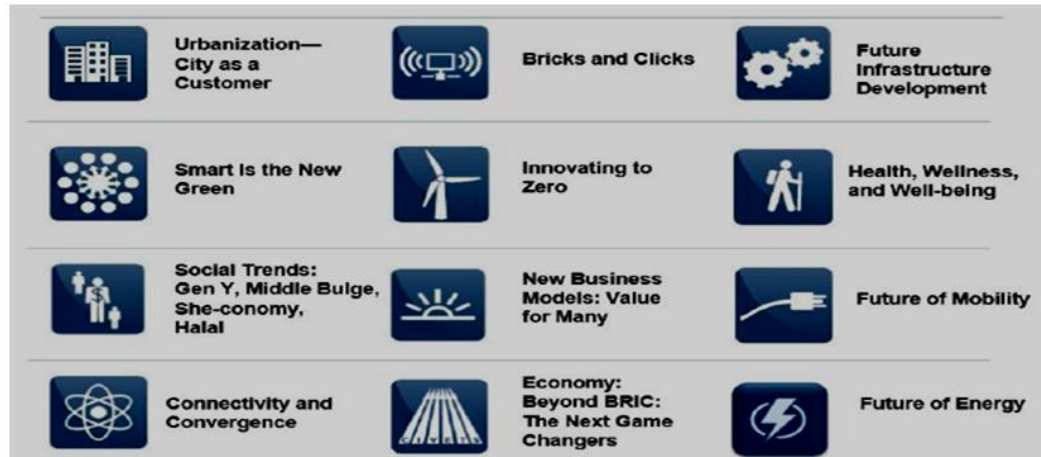 Urbanization—
City as a
Customer
Bricks and Clicks
Future
Infrastructure
Development
Smart is the New
Green
Innovating to
Zero
Health, Wellness,
and Well-being
Social Trends:
Gen Y, Middle Bulge,
She-conomy,
Halal
New Business
Models: Value
for Many
Future of Mobility
Connectivity and
Convergence
C I V E T S
Economy:
Beyond BRIC:
The Next Game
Changers
Future of Energy